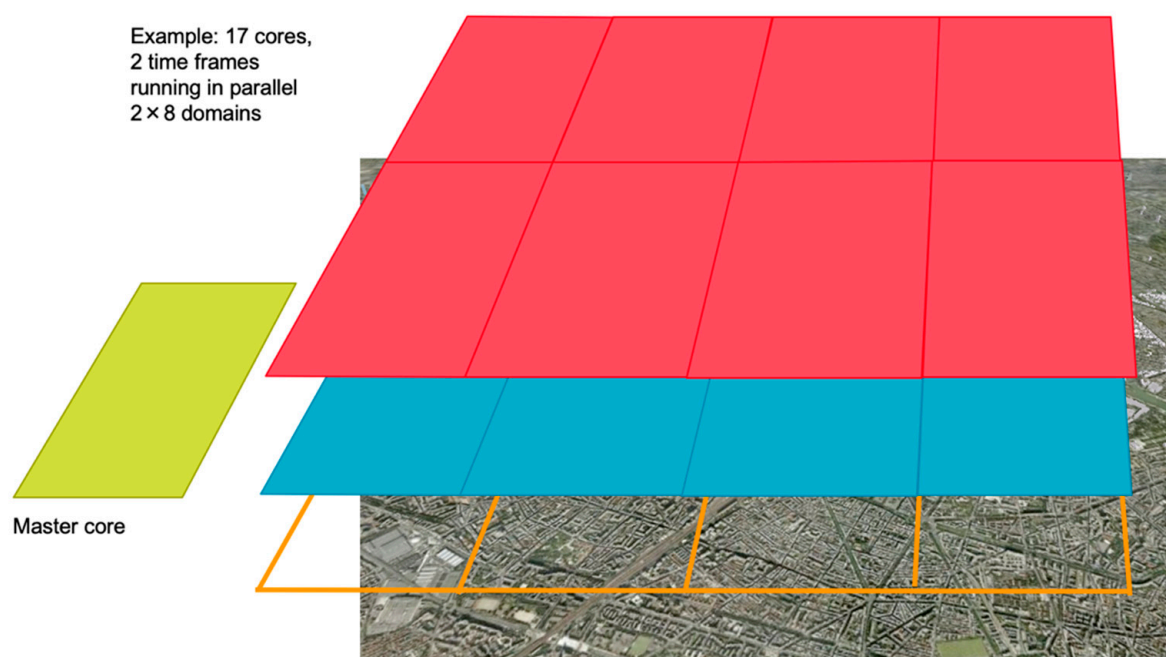 Example: 17 cores,
2 time frames
running in parallel
2 × 8 domains
Master core